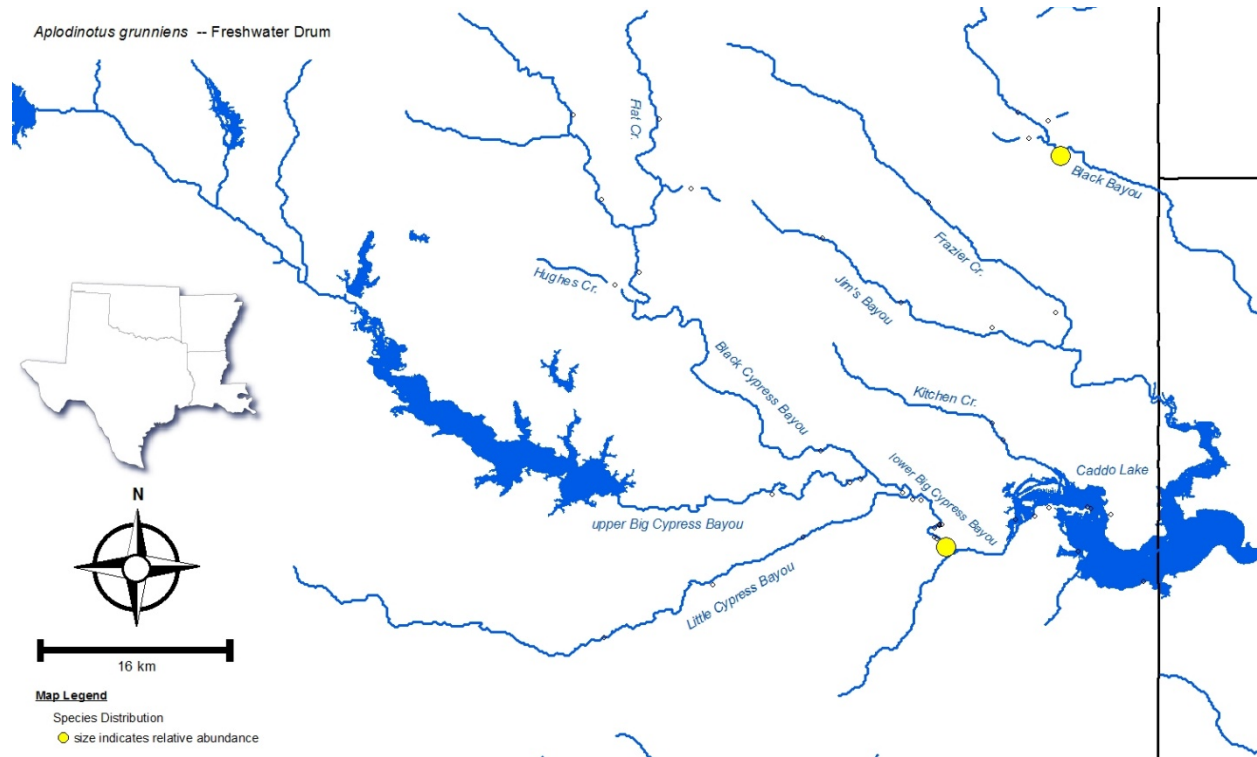 Aplodinotus grunniens -- Freshwater Drum
Flat Cr.
Black Bayou
Frazier Cr.
Hughes Cr.
Jim's Bayou
Black Cypress Bayou
Kitchen Cr.
lower Big Cypress Bayou
Caddo Lake
upper Big Cypress Bayou
Little Cypress Bayou
N
16 km
Map Legend
Species Distribution
size indicates relative abundance